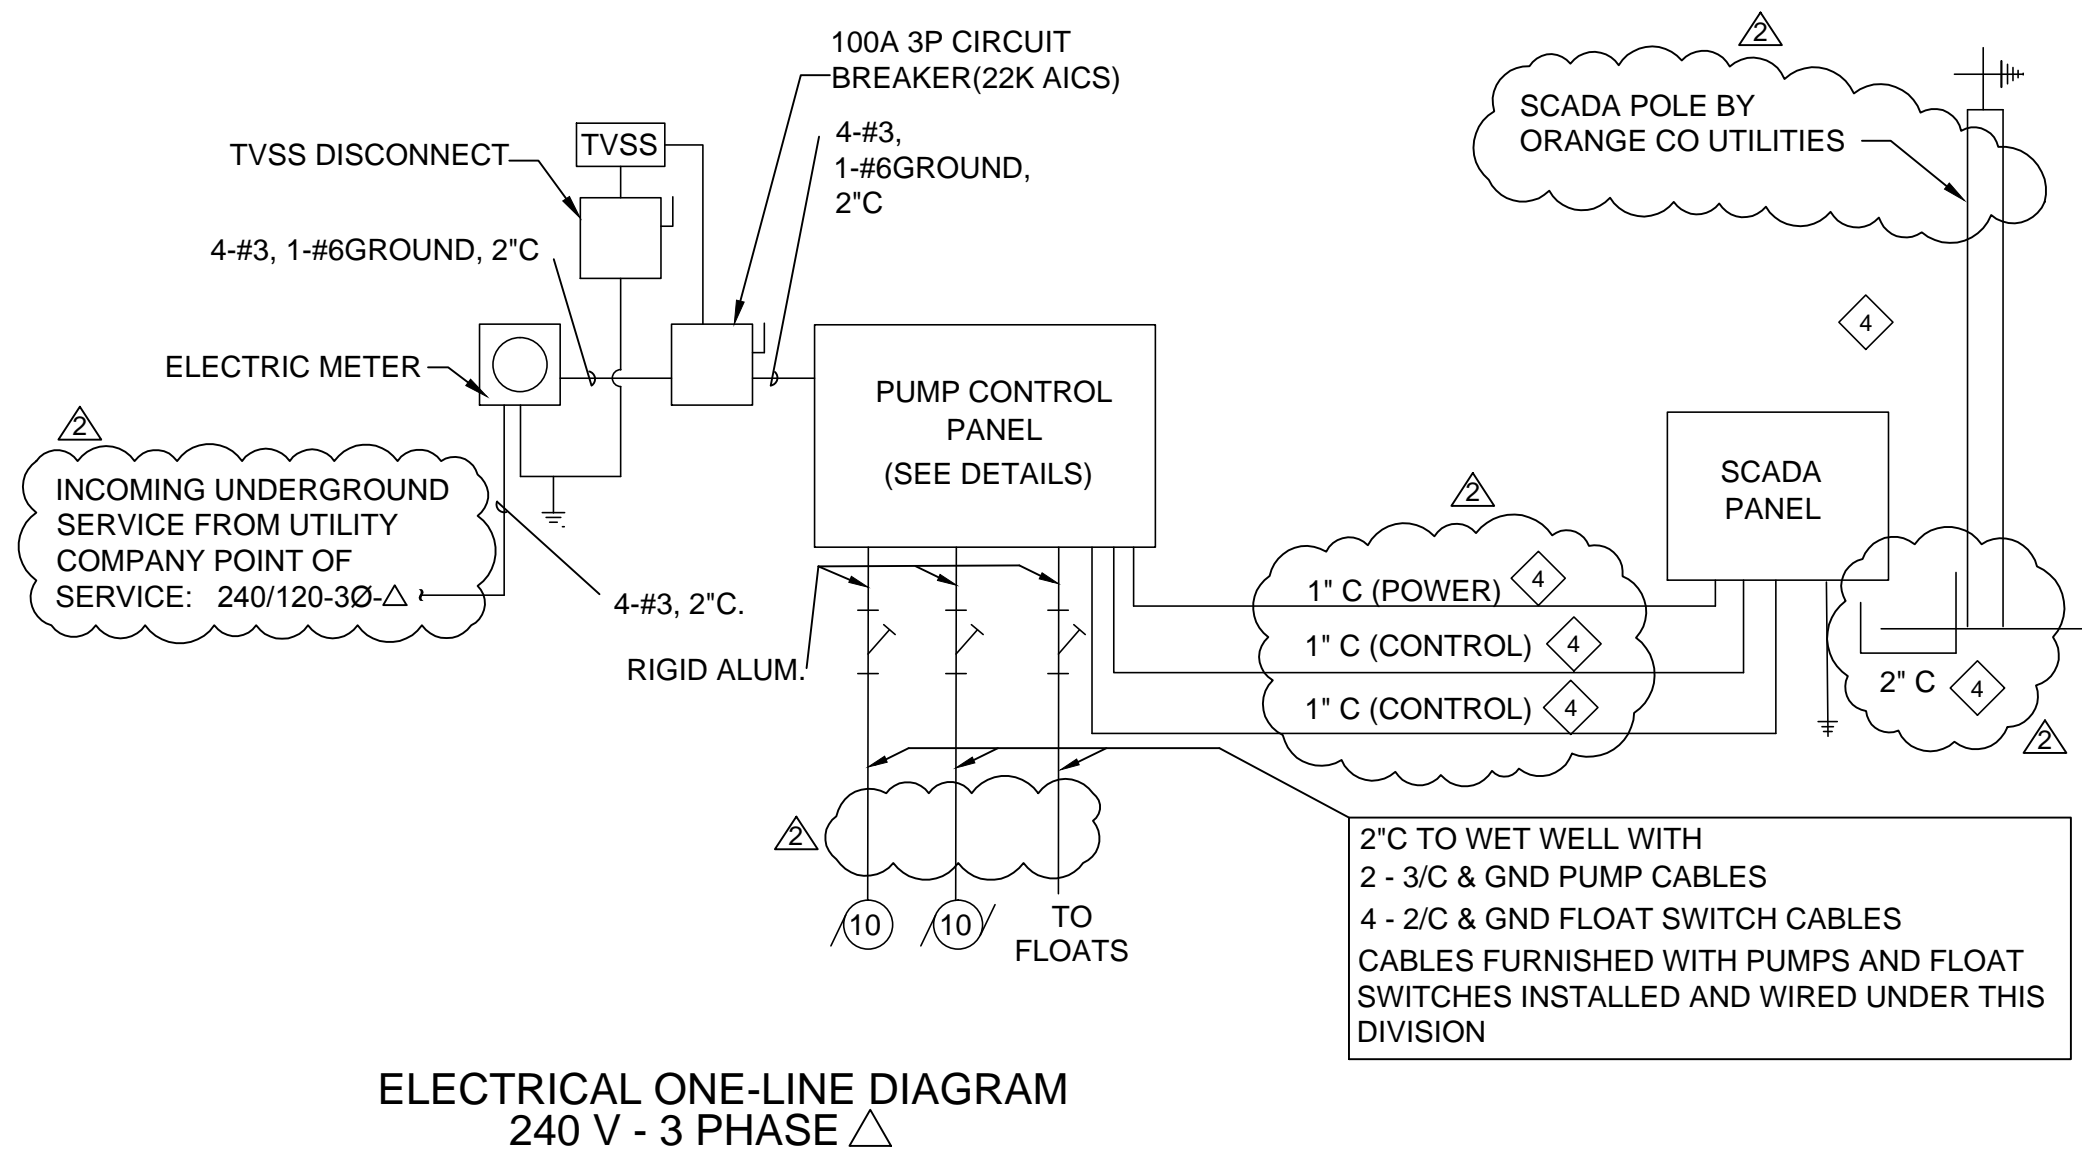 100A 3P CIRCUIT
BREAKER(22K AICS)
TVSS
TVSS DISCONNECT
4-#3,
1-#6GROUND,
2"C
4-#3, 1-#6GROUND, 2"C
ELECTRIC METER
2
INCOMING UNDERGROUND
SERVICE FROM UTILITY
COMPANY POINT OF
SERVICE: 240/120-3Ø-△
4-#3, 2"C.
RIGID ALUM.
PUMP CONTROL
PANEL
(SEE DETAILS)
2
SCADA POLE BY
ORANGE CO UTILITIES
4
SCADA
PANEL
2
1" C (POWER) 4
1" C (CONTROL) 4
1" C (CONTROL) 4
2" C 4
2
2
10
10
TO
FLOATS
2"C TO WET WELL WITH
2 - 3/C & GND PUMP CABLES
4 - 2/C & GND FLOAT SWITCH CABLES
CABLES FURNISHED WITH PUMPS AND FLOAT
SWITCHES INSTALLED AND WIRED UNDER THIS
DIVISION
ELECTRICAL ONE-LINE DIAGRAM
240 V - 3 PHASE △